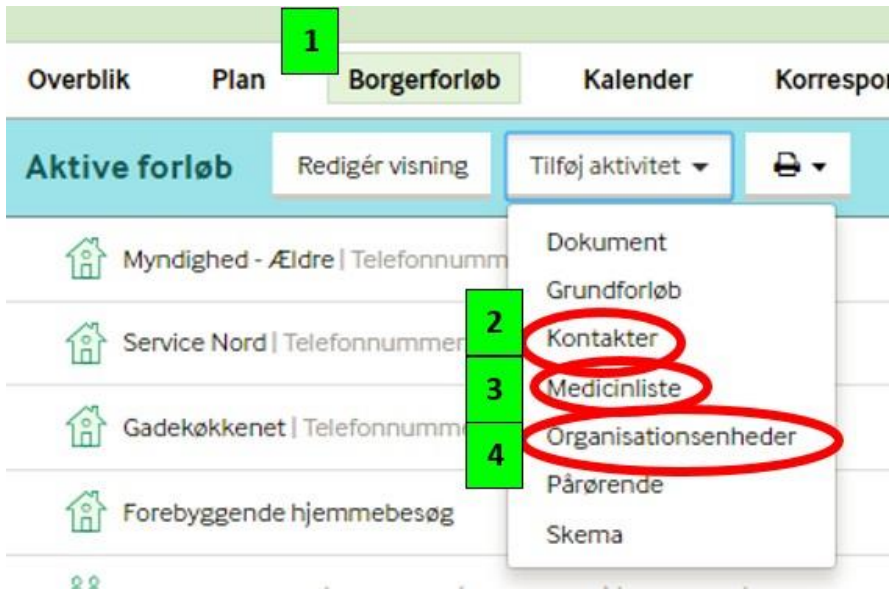 1
Overblik Plan Borgerforløb Kalender
Aktive forløb Redigér visning Tilføj aktivitet
Myndighed - Ældre | Telefonnumm
Service Nord | Telefonnummer
Gadekøkkenet | Telefonnumme
Forebyggende hjemmebesøg
Dokument
Grundforløb
2 Kontakter
3 Medicinliste
4 Organisationsenheder
Pårørende
Skema